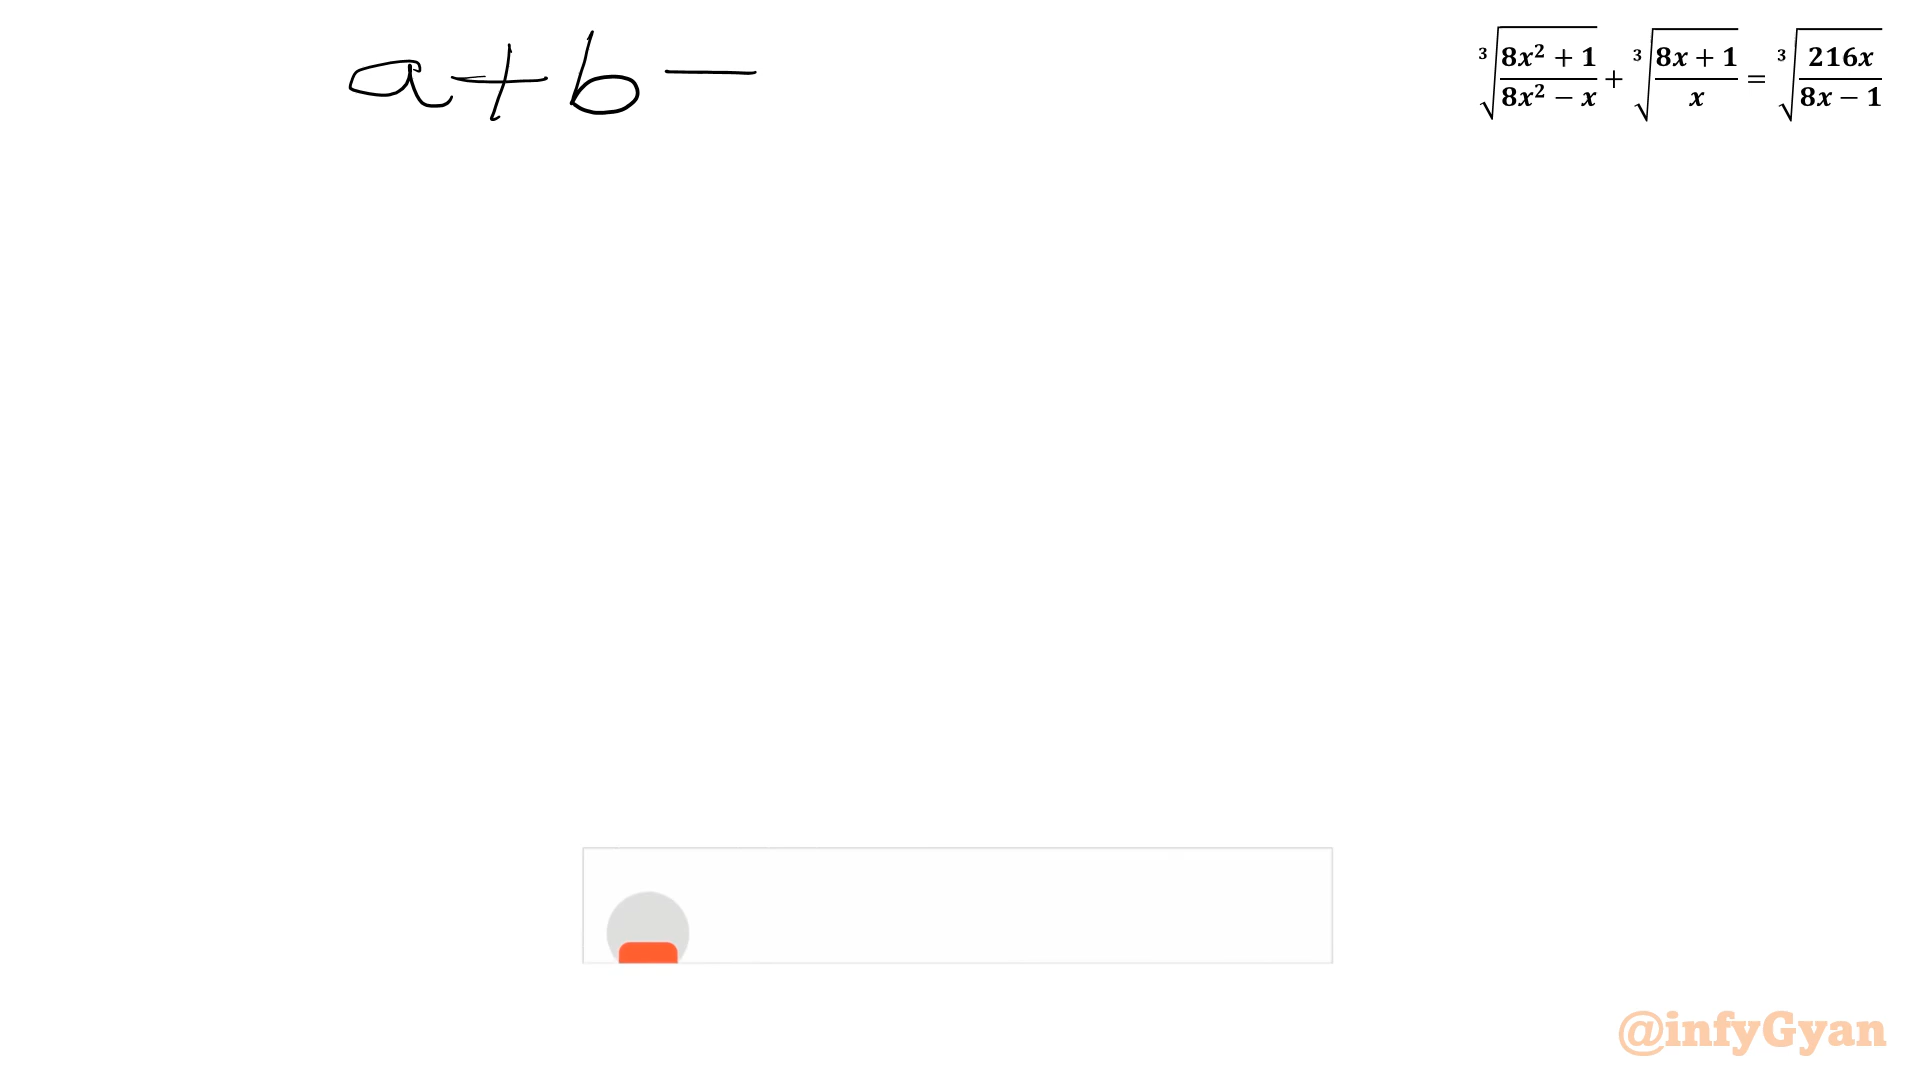 a + b −
∛((8x² + 1)/(8x² − x)) + ∛((8x + 1)/x) = ∛(216x/(8x − 1))
@infyGyan